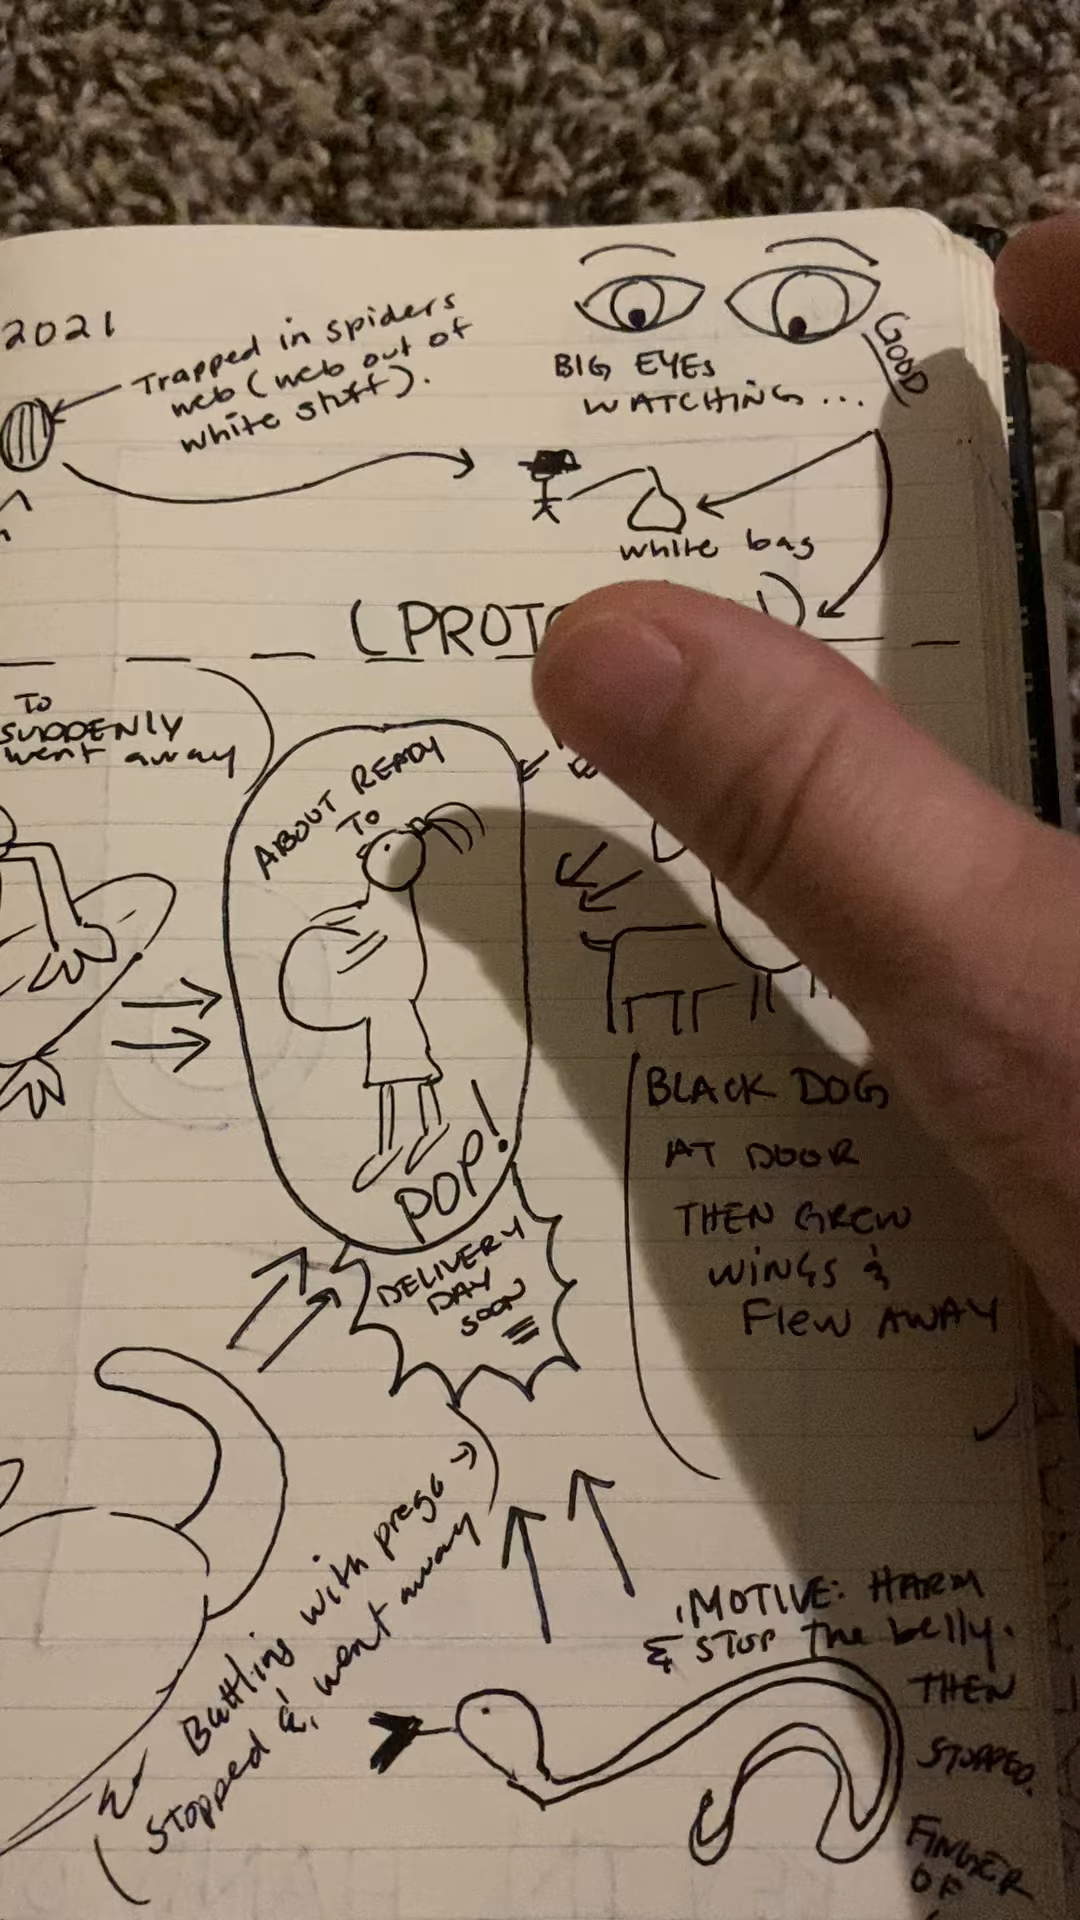 2021
Trapped in spiders
web (web out of
white stuff).
BIG EYES
WATCHING...
GOOD
white bag
TO
SUDDENLY
went away
ABOUT READY
TO
POP!
DELIVERY
DAY
SOON
BLACK DOG
AT DOOR
THEN GREW
WINGS &
Flew AWAY
Battling with prego
stopped &, went away
MOTIVE: HARM
& STOP The belly.
THEN
STOPPED.
FINGER
OF